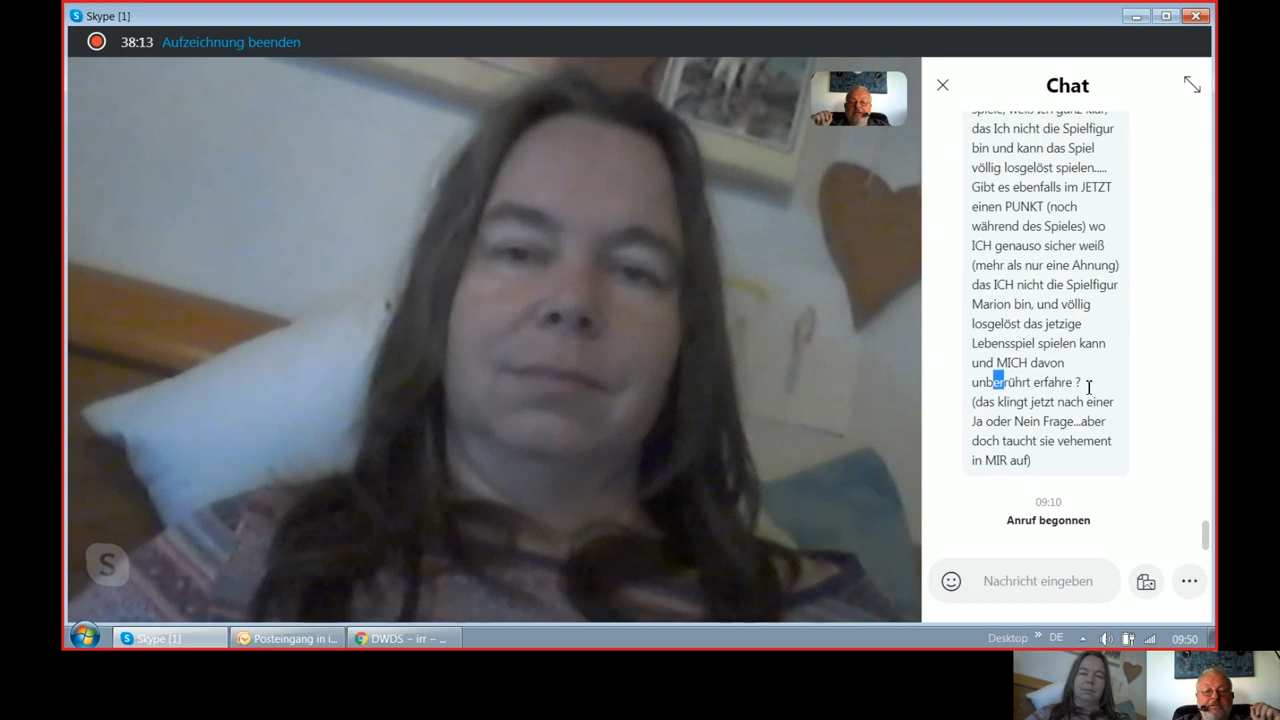 Skype [1]
38:13 Aufzeichnung beenden
Chat
das Ich nicht die Spielfigur
bin und kann das Spiel
völlig losgelöst spielen.....
Gibt es ebenfalls im JETZT
einen PUNKT (noch
während des Spieles) wo
ICH genauso sicher weiß
(mehr als nur eine Ahnung)
das ICH nicht die Spielfigur
Marion bin, und völlig
losgelöst das jetzige
Lebensspiel spielen kann
und MICH davon
unberrührt erfahre ?
(das klingt jetzt nach einer
Ja oder Nein Frage...aber
doch taucht sie vehement
in MIR auf)
09:10
Anruf begonnen
Nachricht eingeben
Skype [1]
Posteingang in i...
DWDS – irr – ...
Desktop
DE
09:50